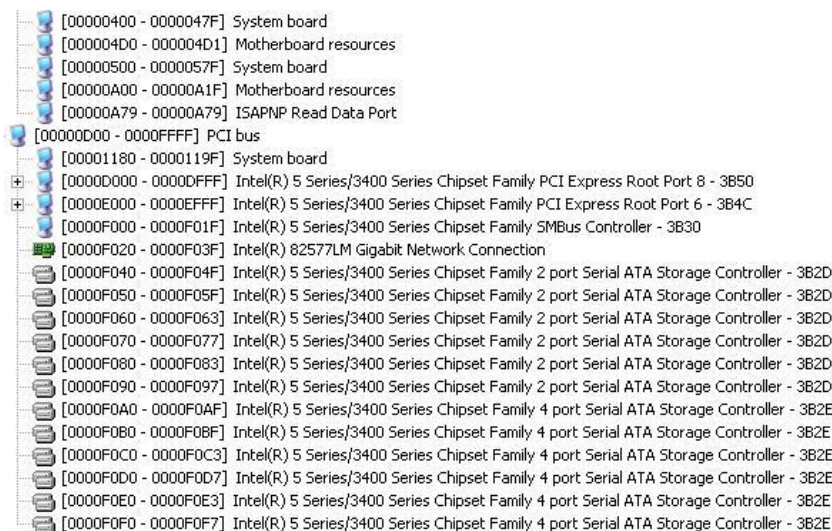 [00000400 - 0000047F] System board
[000004D0 - 000004D1] Motherboard resources
[00000500 - 0000057F] System board
[00000A00 - 00000A1F] Motherboard resources
[00000A79 - 00000A79] ISAPNP Read Data Port
[00000D00 - 0000FFFF] PCI bus
[00001180 - 0000119F] System board
[0000D000 - 0000DFFF] Intel(R) 5 Series/3400 Series Chipset Family PCI Express Root Port 8 - 3B50
[0000E000 - 0000EFFF] Intel(R) 5 Series/3400 Series Chipset Family PCI Express Root Port 6 - 3B4C
[0000F000 - 0000F01F] Intel(R) 5 Series/3400 Series Chipset Family SMBus Controller - 3B30
[0000F020 - 0000F03F] Intel(R) 82577LM Gigabit Network Connection
[0000F040 - 0000F04F] Intel(R) 5 Series/3400 Series Chipset Family 2 port Serial ATA Storage Controller - 3B2D
[0000F050 - 0000F05F] Intel(R) 5 Series/3400 Series Chipset Family 2 port Serial ATA Storage Controller - 3B2D
[0000F060 - 0000F063] Intel(R) 5 Series/3400 Series Chipset Family 2 port Serial ATA Storage Controller - 3B2D
[0000F070 - 0000F077] Intel(R) 5 Series/3400 Series Chipset Family 2 port Serial ATA Storage Controller - 3B2D
[0000F080 - 0000F083] Intel(R) 5 Series/3400 Series Chipset Family 2 port Serial ATA Storage Controller - 3B2D
[0000F090 - 0000F097] Intel(R) 5 Series/3400 Series Chipset Family 2 port Serial ATA Storage Controller - 3B2D
[0000F0A0 - 0000F0AF] Intel(R) 5 Series/3400 Series Chipset Family 4 port Serial ATA Storage Controller - 3B2E
[0000F0B0 - 0000F0BF] Intel(R) 5 Series/3400 Series Chipset Family 4 port Serial ATA Storage Controller - 3B2E
[0000F0C0 - 0000F0C3] Intel(R) 5 Series/3400 Series Chipset Family 4 port Serial ATA Storage Controller - 3B2E
[0000F0D0 - 0000F0D7] Intel(R) 5 Series/3400 Series Chipset Family 4 port Serial ATA Storage Controller - 3B2E
[0000F0E0 - 0000F0E3] Intel(R) 5 Series/3400 Series Chipset Family 4 port Serial ATA Storage Controller - 3B2E
[0000F0F0 - 0000F0F7] Intel(R) 5 Series/3400 Series Chipset Family 4 port Serial ATA Storage Controller - 3B2E